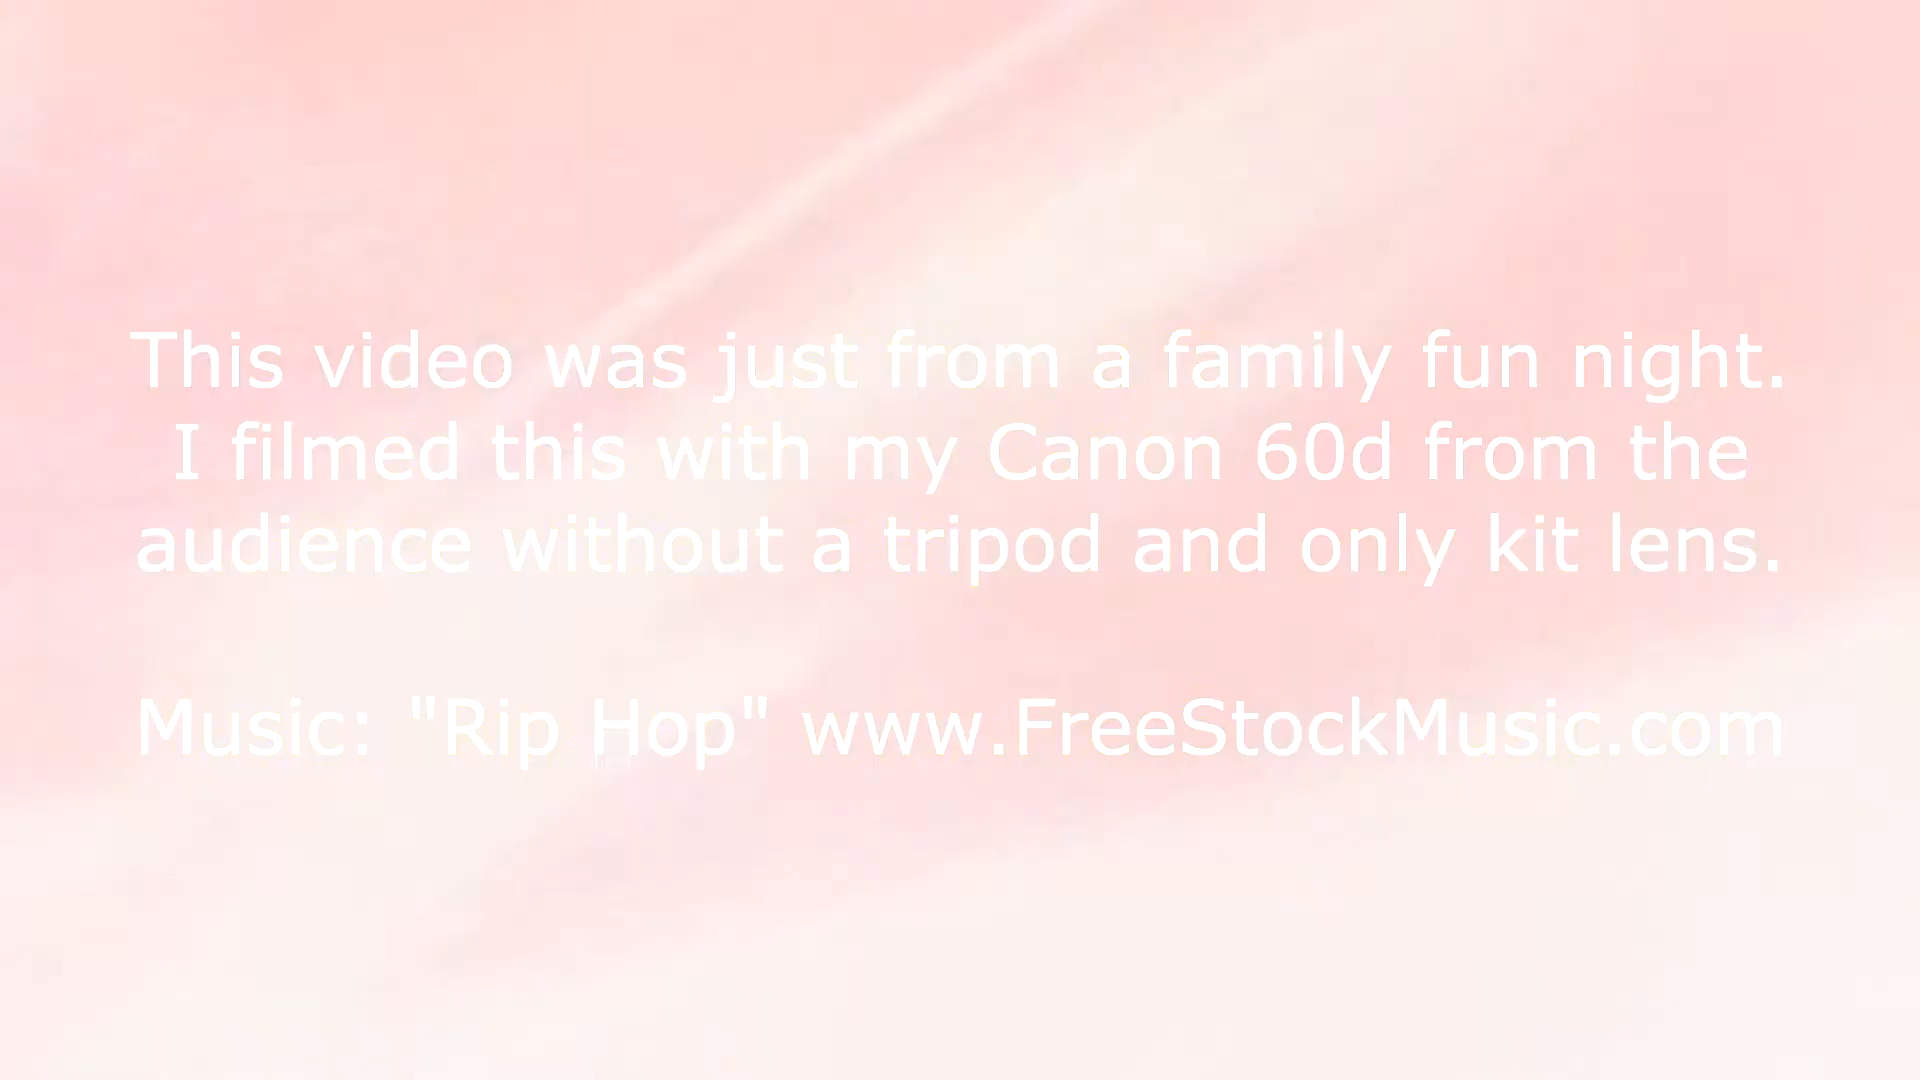 This video was just from a family fun night.
I filmed this with my Canon 60d from the
audience without a tripod and only kit lens.
Music: "Rip Hop" www.FreeStockMusic.com